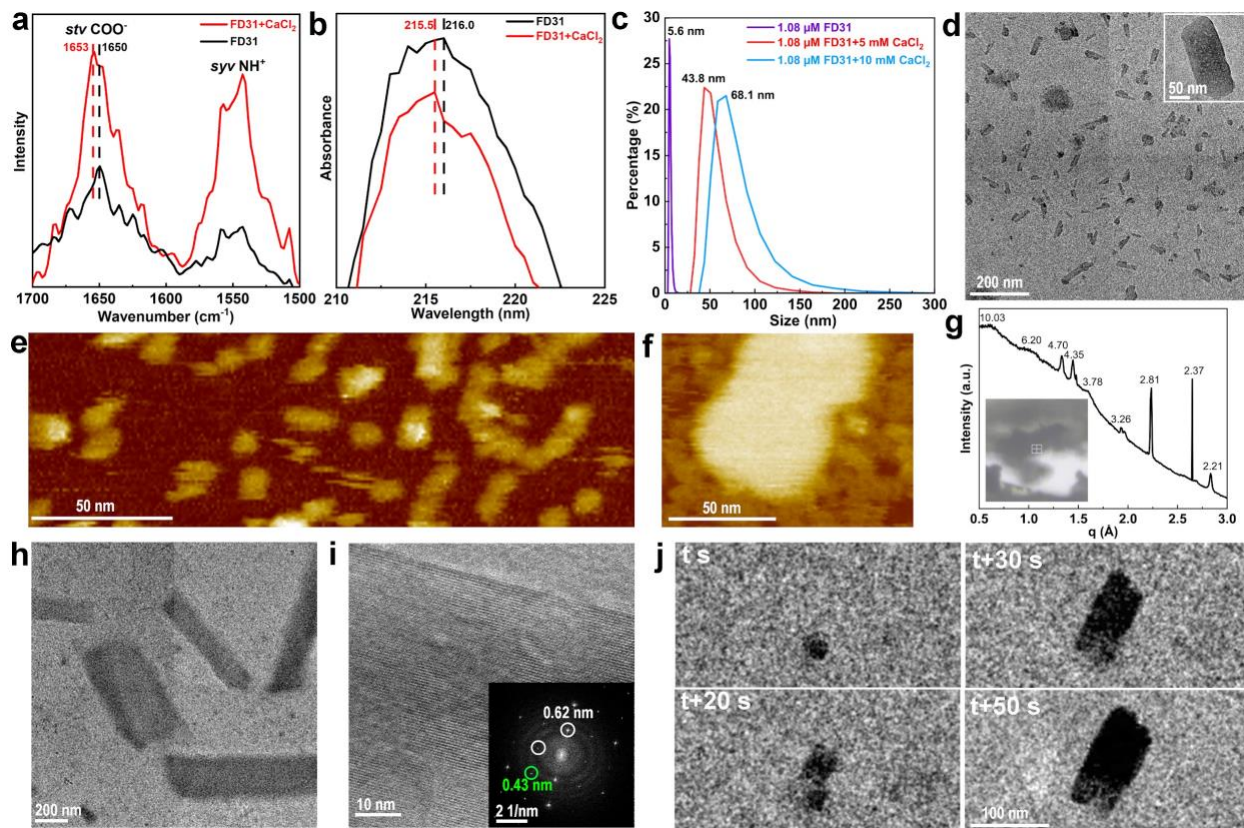 a
stv COO⁻
1653
1650
syv NH⁺
FD31+CaCl₂
FD31
Intensity
1700 1650 1600 1550 1500
Wavenumber (cm⁻¹)
b
215.5
216.0
FD31
FD31+CaCl₂
Absorbance
210 215 220 225
Wavelength (nm)
c
1.08 µM FD31
1.08 µM FD31+5 mM CaCl₂
1.08 µM FD31+10 mM CaCl₂
5.6 nm
43.8 nm
68.1 nm
Percentage (%)
30
25
20
15
10
5
0
0 50 100 150 200 250 300
Size (nm)
d
50 nm
200 nm
e
50 nm
f
50 nm
g
10.03
6.20
4.70
4.35
3.78
3.26
2.81
2.37
2.21
Intensity (a.u.)
0.5 1.0 1.5 2.0 2.5 3.0
q (Å)
h
200 nm
i
0.62 nm
0.43 nm
10 nm
2 1/nm
j
t s
t+30 s
t+20 s
t+50 s
100 nm